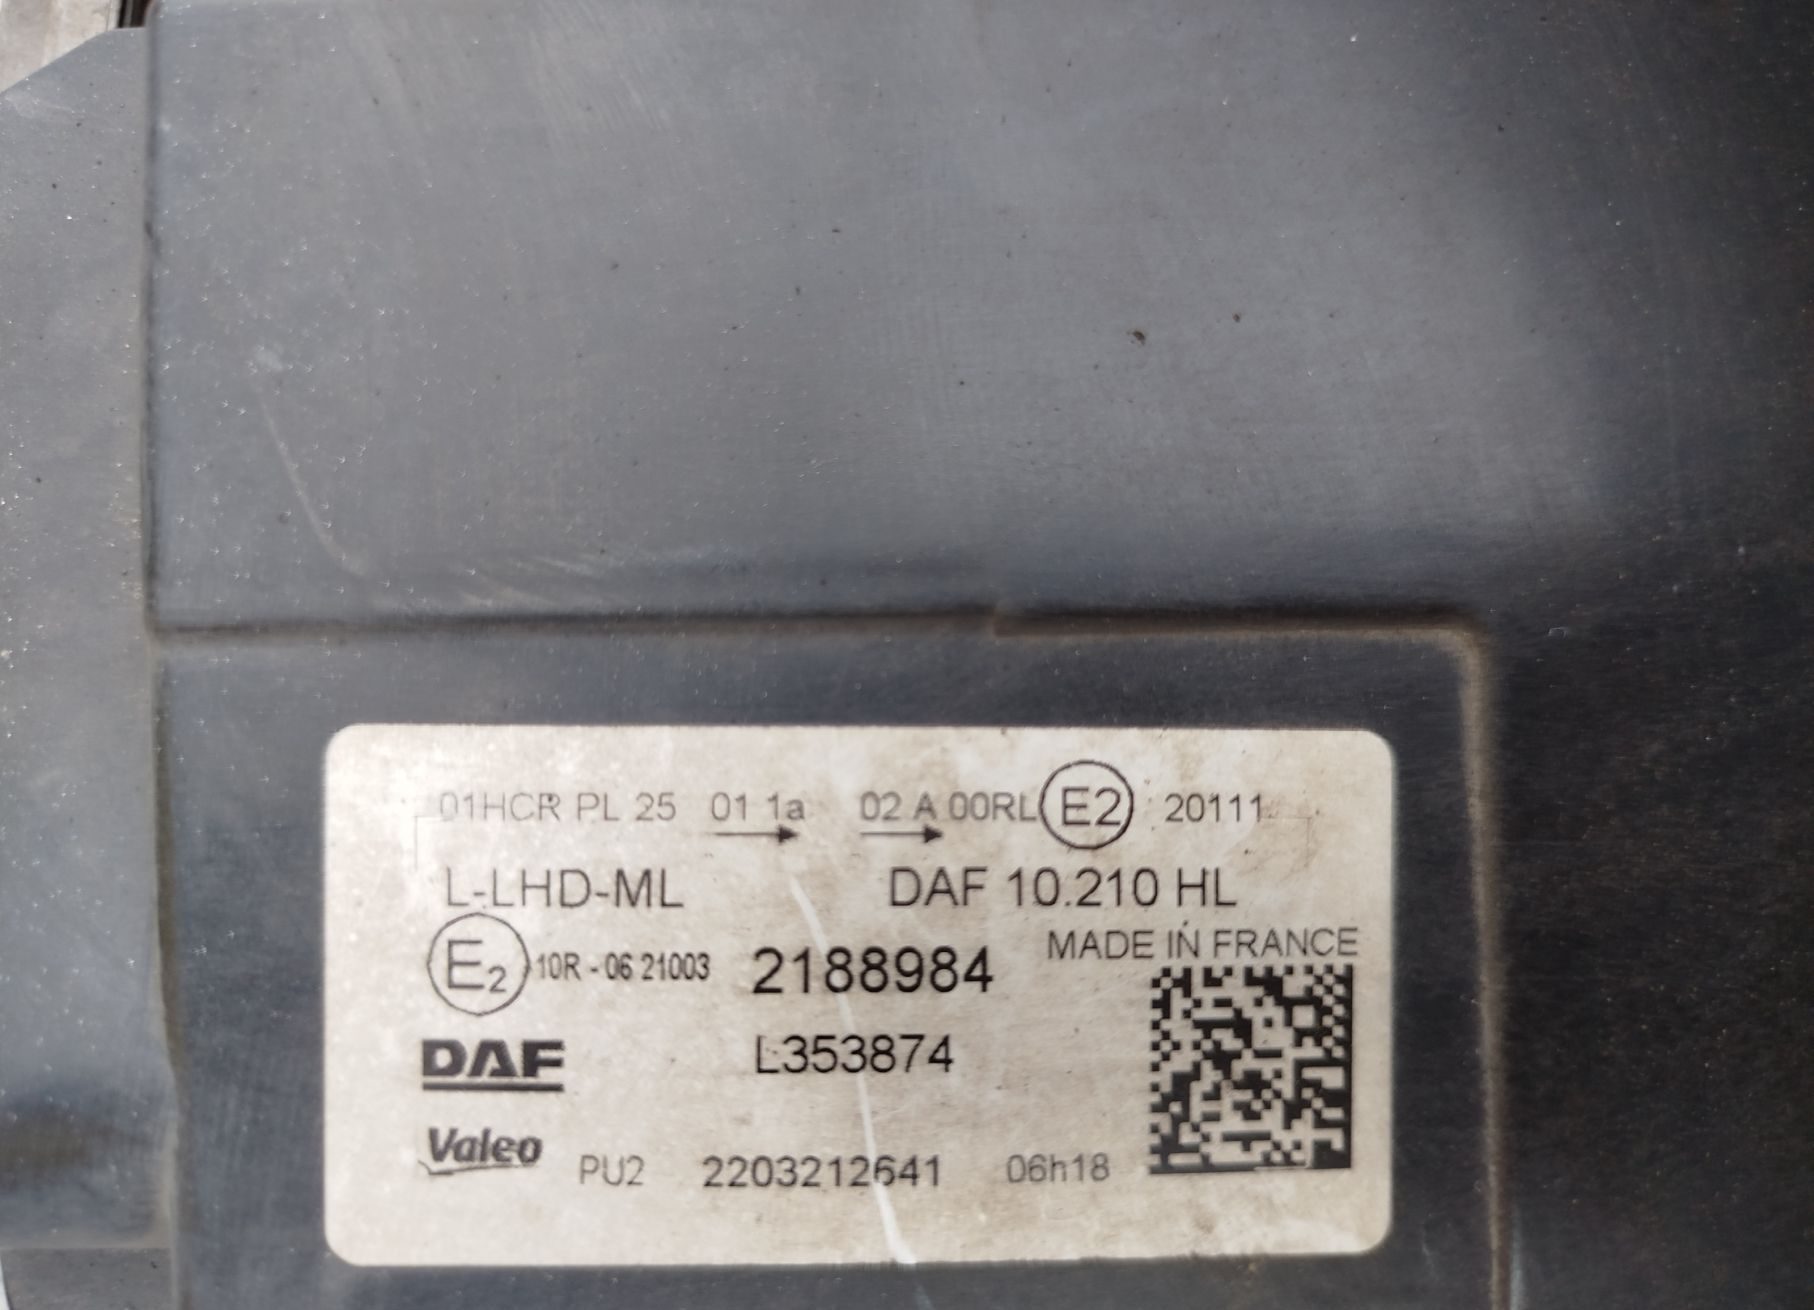 01HCR PL 25 01 1a 02 A 00RL E2 20111
L-LHD-ML DAF 10.210 HL
MADE IN FRANCE
E2 10R - 06 21003 2188984
DAF L353874
Valeo PU2 2203212641 06h18